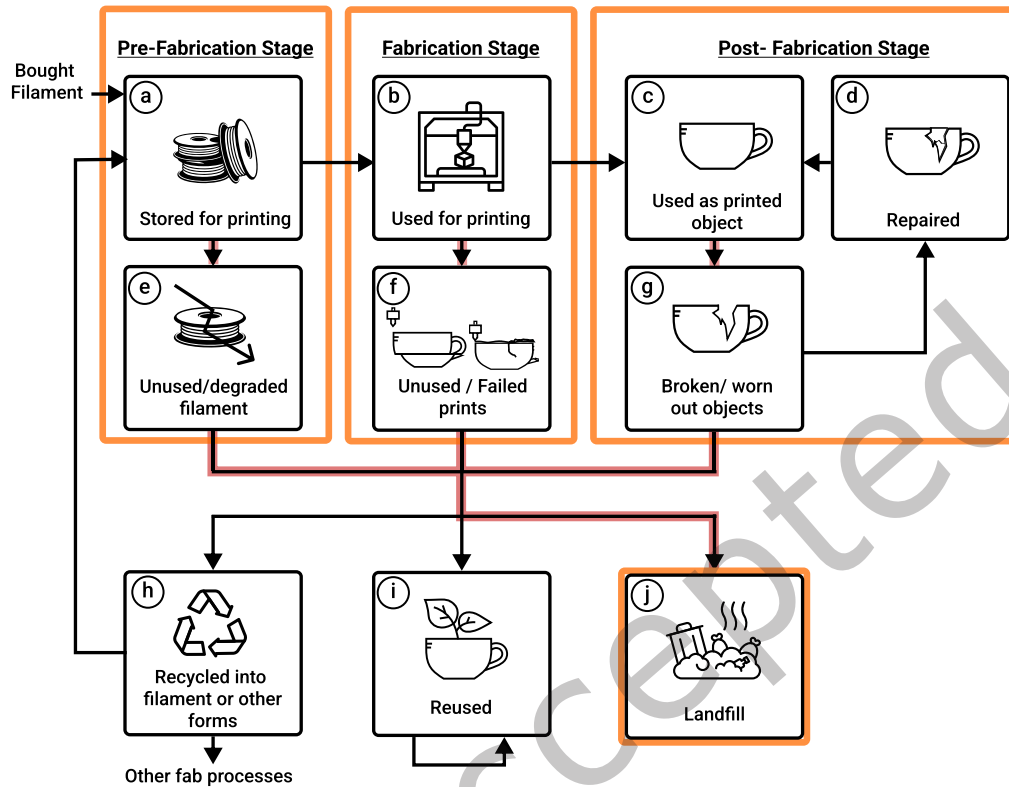 Pre-Fabrication Stage
Fabrication Stage
Post- Fabrication Stage
Bought
Filament
a
Stored for printing
b
Used for printing
c
Used as printed
object
d
Repaired
e
Unused/degraded
filament
f
Unused / Failed
prints
g
Broken/ worn
out objects
h
Recycled into
filament or other
forms
i
Reused
j
Landfill
Other fab processes
ccepted